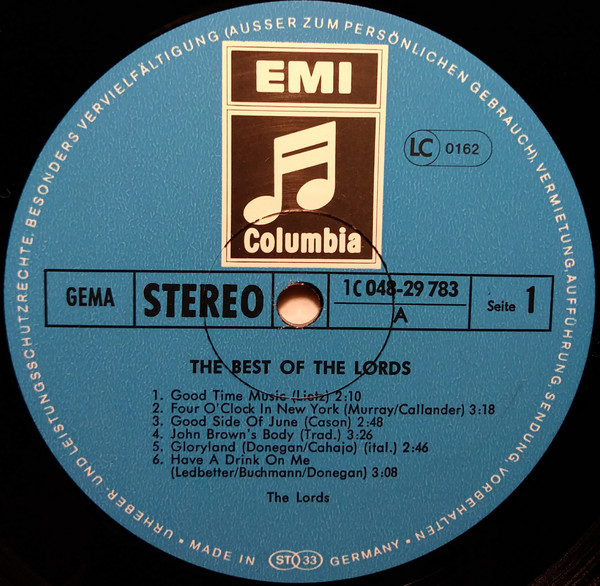 URHEBER- UND LEISTUNGSSCHUTZRECHTE, BESONDERS VERVIELFÄLTIGUNG (AUSSER ZUM PERSÖNLICHEN GEBRAUCH), VERMIETUNG, AUFFÜHRUNG, SENDUNG, VORBEHALTEN •
EMI
Columbia
LC 0162
GEMA
STEREO
1C 048-29 783
A
Seite 1
THE BEST OF THE LORDS
1. Good Time Music (Lietz) 2:10
2. Four O'Clock In New York (Murray/Callander) 3:18
3. Good Side Of June (Cason) 2:48
4. John Brown's Body (Trad.) 3:26
5. Gloryland (Donegan/Cahajo) (ital.) 2:46
6. Have A Drink On Me
(Ledbetter/Buchmann/Donegan) 3:08
The Lords
• MADE IN ST 33 GERMANY •